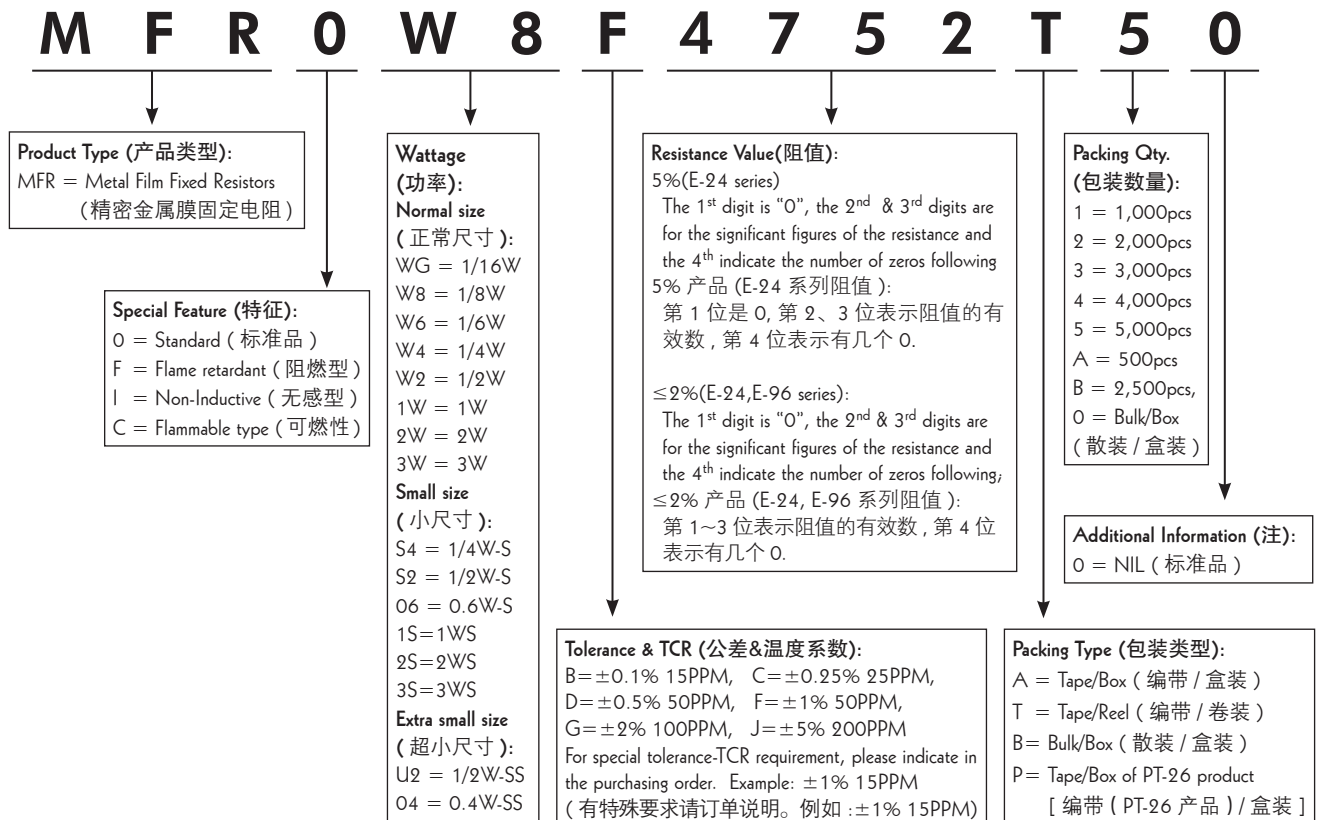 M F R 0 W 8 F 4 7 5 2 T 5 0
Product Type (产品类型):
MFR = Metal Film Fixed Resistors
(精密金属膜固定电阻)
Special Feature (特征):
0 = Standard (标准品)
F = Flame retardant (阻燃型)
I = Non-Inductive (无感型)
C = Flammable type (可燃性)
Wattage
(功率):
Normal size
(正常尺寸):
WG = 1/16W
W8 = 1/8W
W6 = 1/6W
W4 = 1/4W
W2 = 1/2W
1W = 1W
2W = 2W
3W = 3W
Small size
(小尺寸):
S4 = 1/4W-S
S2 = 1/2W-S
06 = 0.6W-S
1S=1WS
2S=2WS
3S=3WS
Extra small size
(超小尺寸):
U2 = 1/2W-SS
04 = 0.4W-SS
Resistance Value(阻值):
5%(E-24 series)
The 1st digit is “0”, the 2nd & 3rd digits are
for the significant figures of the resistance and
the 4th indicate the number of zeros following
5% 产品 (E-24 系列阻值):
第 1 位是 0, 第 2、3 位表示阻值的有
效数, 第 4 位表示有几个 0.
≤2%(E-24,E-96 series):
The 1st digit is “0”, the 2nd & 3rd digits are
for the significant figures of the resistance and
the 4th indicate the number of zeros following;
≤2% 产品 (E-24, E-96 系列阻值):
第 1~3 位表示阻值的有效数, 第 4 位
表示有几个 0.
Tolerance & TCR (公差&温度系数):
B=±0.1% 15PPM, C=±0.25% 25PPM,
D=±0.5% 50PPM, F=±1% 50PPM,
G=±2% 100PPM, J=±5% 200PPM
For special tolerance-TCR requirement, please indicate in
the purchasing order. Example: ±1% 15PPM
(有特殊要求请订单说明。例如:±1% 15PPM)
Packing Qty.
(包装数量):
1 = 1,000pcs
2 = 2,000pcs
3 = 3,000pcs
4 = 4,000pcs
5 = 5,000pcs
A = 500pcs
B = 2,500pcs,
0 = Bulk/Box
(散装/盒装)
Additional Information (注):
0 = NIL (标准品)
Packing Type (包装类型):
A = Tape/Box (编带/盒装)
T = Tape/Reel (编带/卷装)
B= Bulk/Box (散装/盒装)
P= Tape/Box of PT-26 product
[编带(PT-26 产品)/盒装]